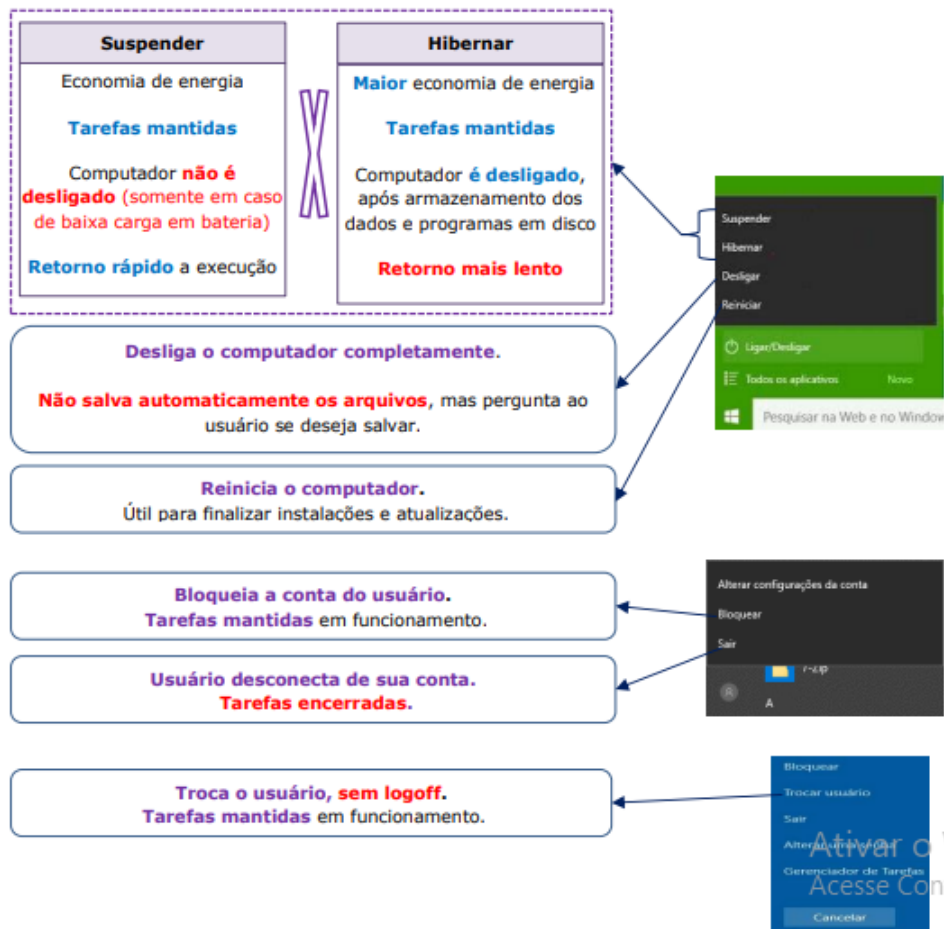 Suspender
Economia de energia
Tarefas mantidas
Computador não é
desligado (somente em caso
de baixa carga em bateria)
Retorno rápido a execução
X
Hibernar
Maior economia de energia
Tarefas mantidas
Computador é desligado,
após armazenamento dos
dados e programas em disco
Retorno mais lento
Suspender
Hibernar
Desligar
Reiniciar
Ligar/Desligar
Todos os aplicativos Novo
Pesquisar na Web e no Window
Desliga o computador completamente.
Não salva automaticamente os arquivos, mas pergunta ao
usuário se deseja salvar.
Reinicia o computador.
Útil para finalizar instalações e atualizações.
Bloqueia a conta do usuário.
Tarefas mantidas em funcionamento.
Usuário desconecta de sua conta.
Tarefas encerradas.
Alterar configurações da conta
Bloquear
Sair
7-Zip
A
Troca o usuário, sem logoff.
Tarefas mantidas em funcionamento.
Bloquear
Trocar usuário
Sair
Alterar uma senha
Gerenciador de Tarefas
Cancelar
Ativar o
Acesse Con